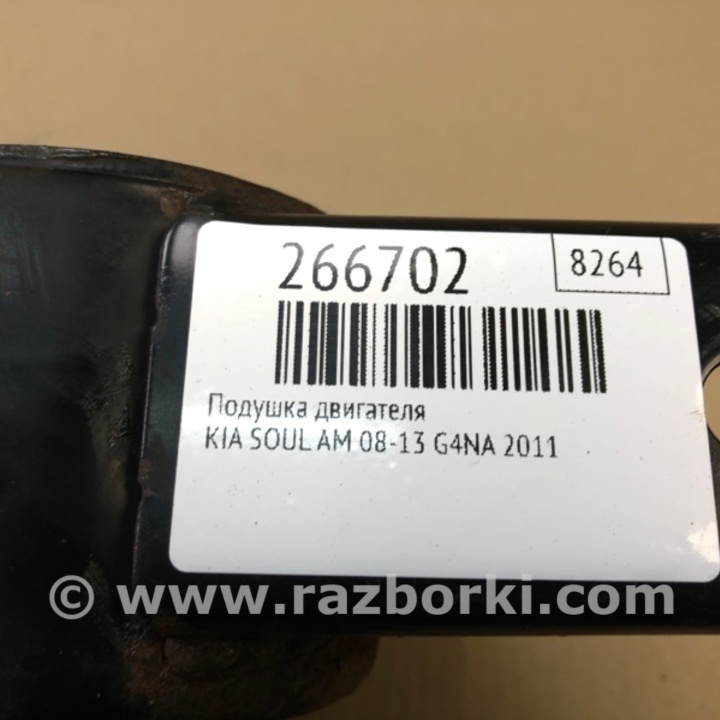 266702
8264
Подушка двигателя
KIA SOUL AM 08-13 G4NA 2011
© www.razborki.com